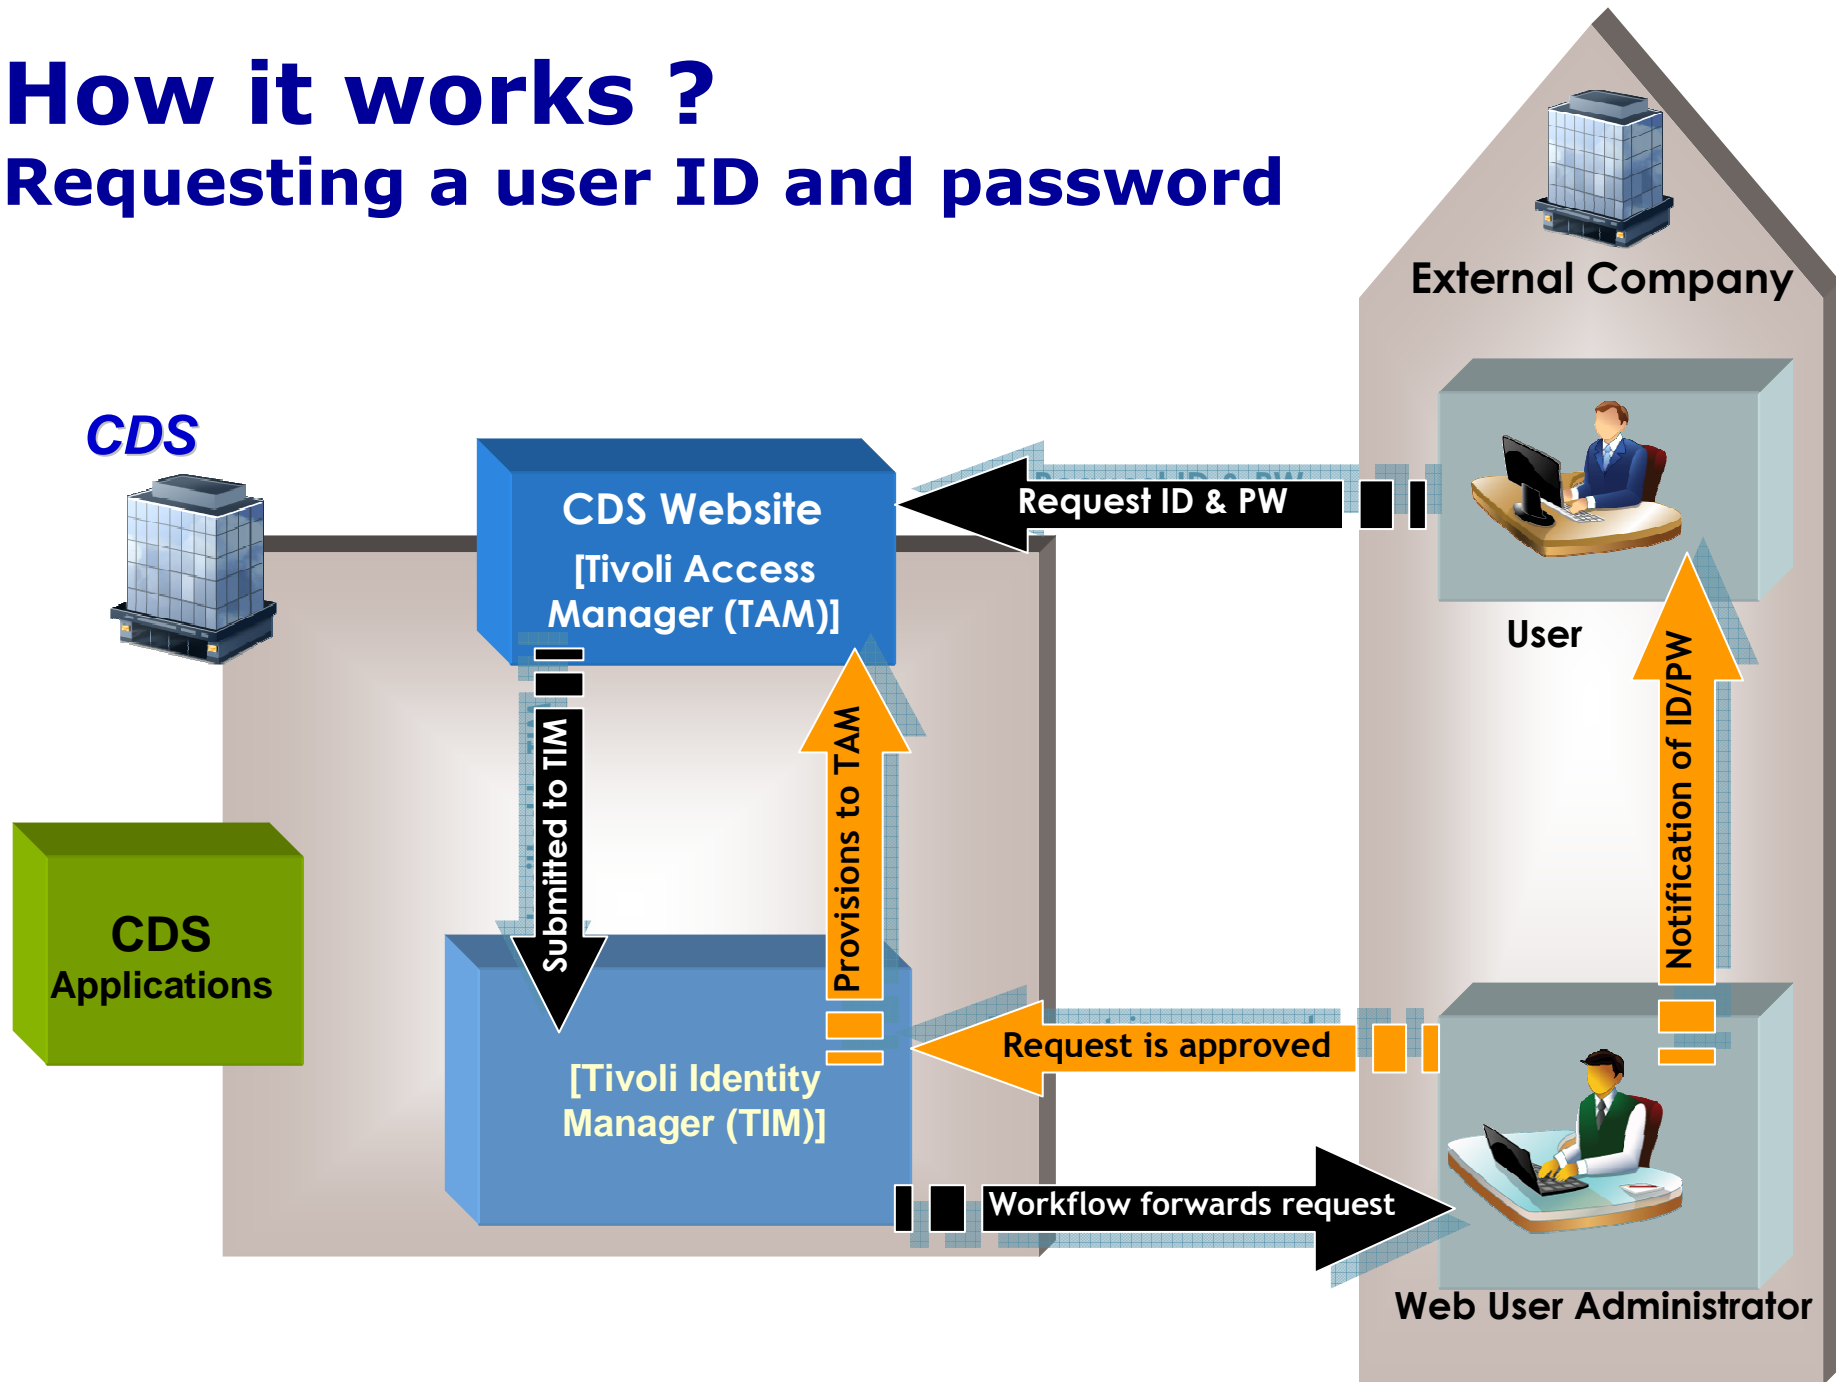 How it works ?
Requesting a user ID and password
External Company
CDS
CDS Website
[Tivoli Access
Manager (TAM)]
Request ID & PW
User
Submitted to TIM
Provisions to TAM
Notification of ID/PW
CDS
Applications
[Tivoli Identity
Manager (TIM)]
Request is approved
Workflow forwards request
Web User Administrator